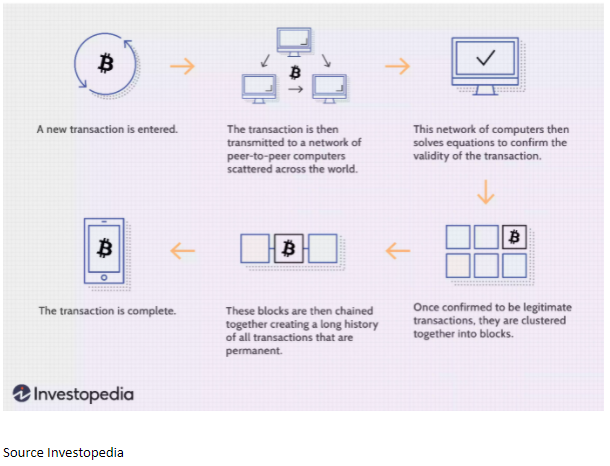 A new transaction is entered.
The transaction is then
transmitted to a network of
peer-to-peer computers
scattered across the world.
This network of computers then
solves equations to confirm the
validity of the transaction.
Once confirmed to be legitimate
transactions, they are clustered
together into blocks.
These blocks are then chained
together creating a long history
of all transactions that are
permanent.
The transaction is complete.
Investopedia
Source Investopedia